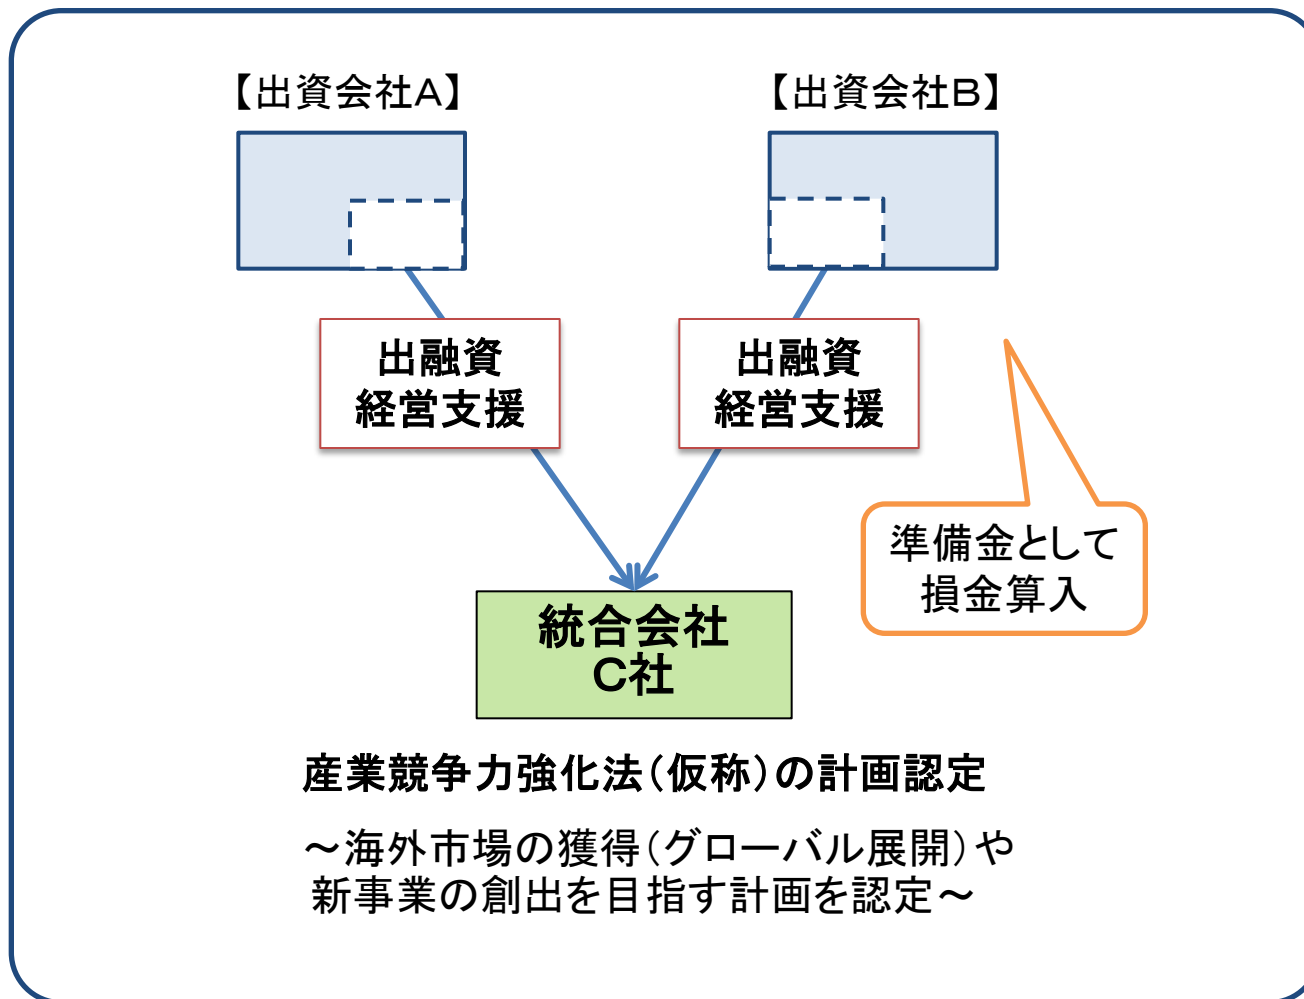 【出資会社A】
【出資会社B】
出融資
経営支援
出融資
経営支援
準備金として
損金算入
統合会社
C社
産業競争力強化法(仮称)の計画認定
～海外市場の獲得(グローバル展開)や
新事業の創出を目指す計画を認定～